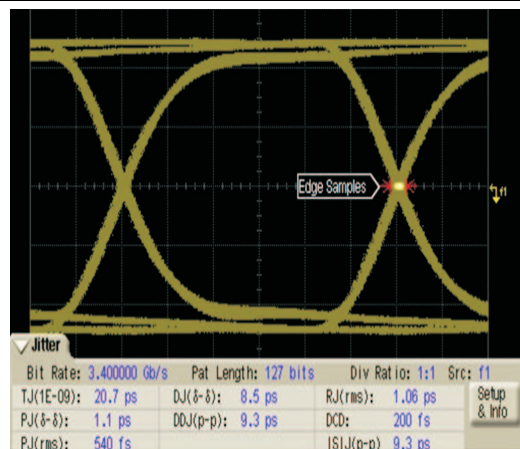 Edge Samples
f1
Jitter
Bit Rate: 3.400000 Gb/s Pat Length: 127 bits Div Ratio: 1:1 Src: f1
TJ(1E-09): 20.7 ps DJ(δ-δ): 8.5 ps RJ(rms): 1.06 ps
Setup & Info
PJ(δ-δ): 1.1 ps DDJ(p-p): 9.3 ps DCD: 200 fs
PJ(rms): 540 fs ISIJ(p-p) 9.3 ps